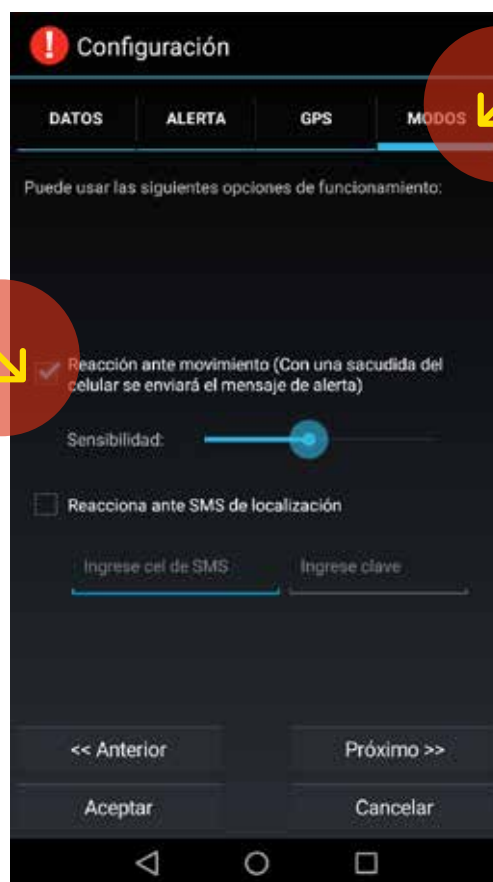 Configuración
DATOS ALERTA GPS MODOS
Puede usar las siguientes opciones de funcionamiento:
Reacción ante movimiento (Con una sacudida del
celular se enviará el mensaje de alerta)
Sensibilidad:
Reacciona ante SMS de localización
Ingrese cel de SMS Ingrese clave
<< Anterior Próximo >>
Aceptar Cancelar